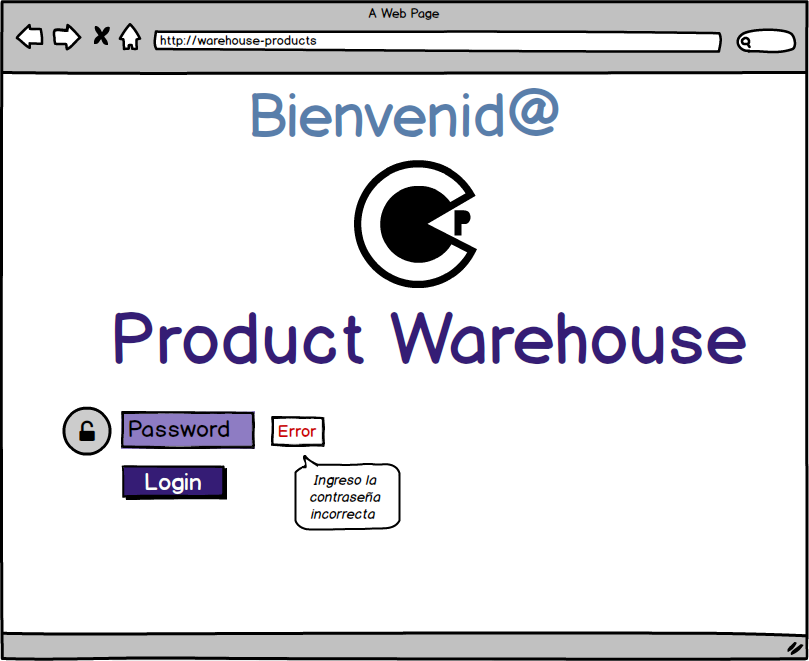 A Web Page
http://warehouse-products
Bienvenid@
P
Product Warehouse
Password
Error
Login
Ingreso la
contraseña
incorrecta